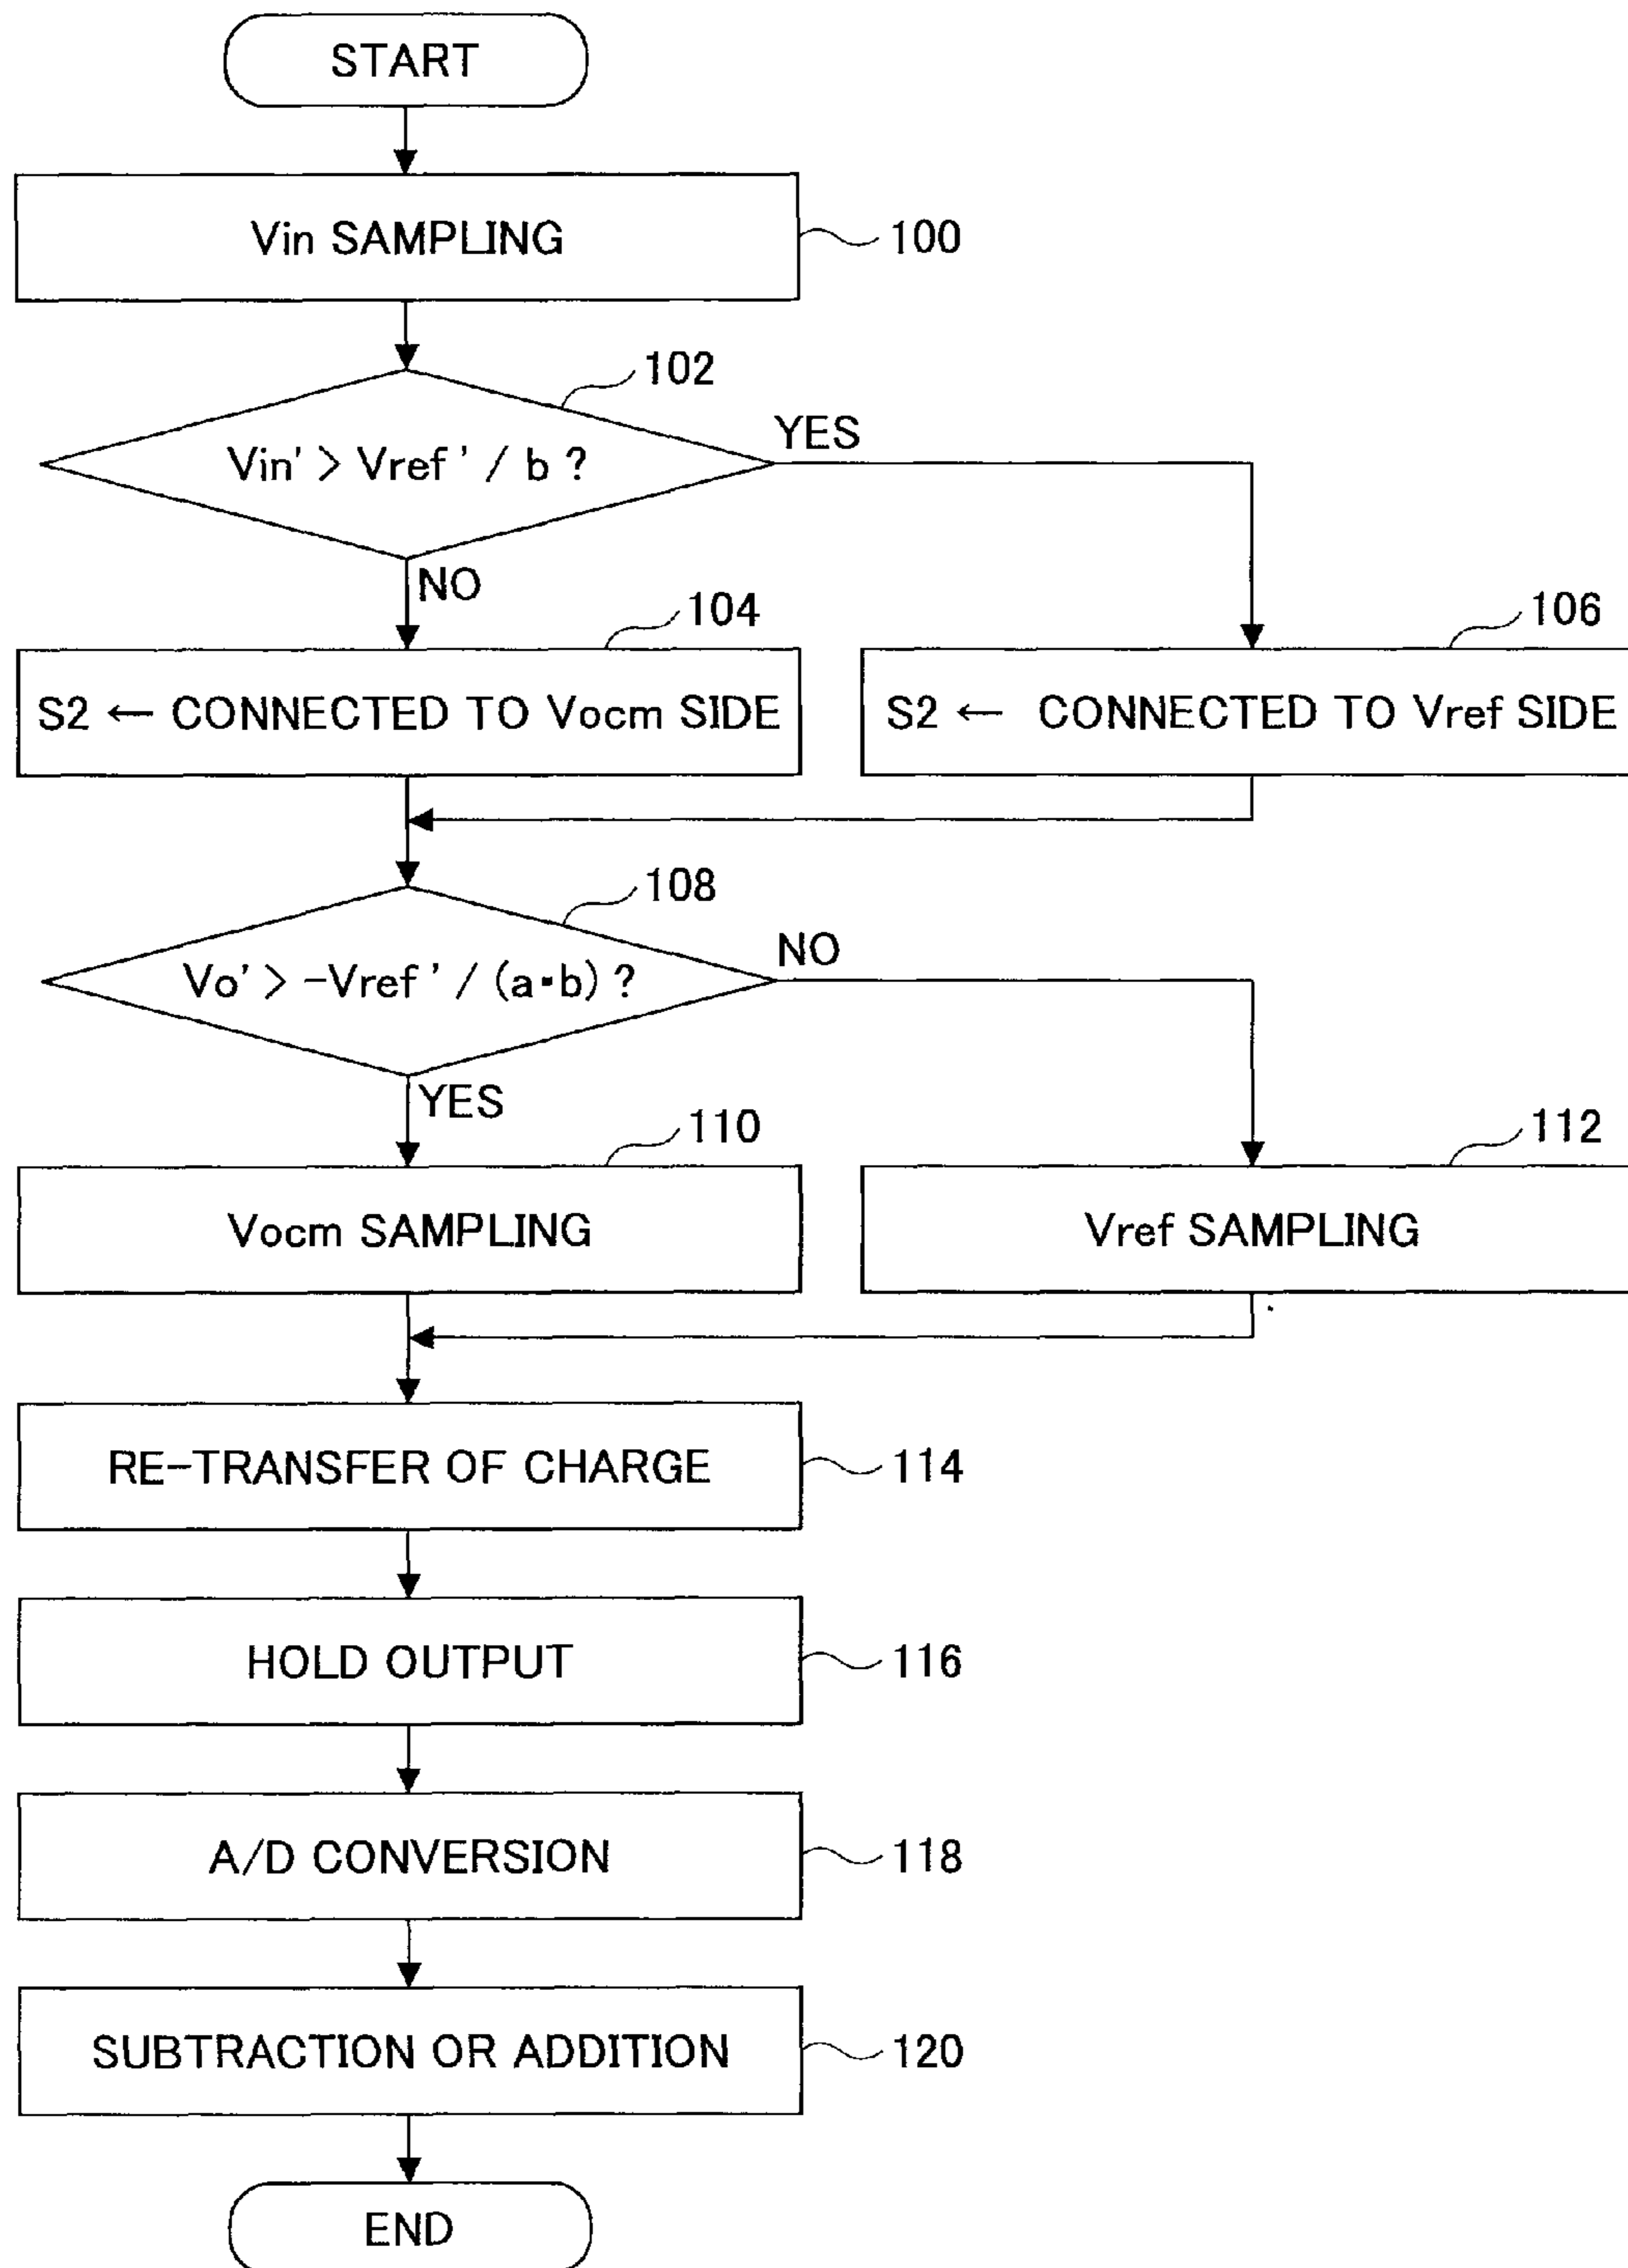 START
Vin SAMPLING
100
102
Vin' > Vref' / b ?
YES
NO
104
106
S2 ← CONNECTED TO Vocm SIDE
S2 ← CONNECTED TO Vref SIDE
108
Vo' > -Vref' / (a▪b) ?
NO
YES
110
112
Vocm SAMPLING
Vref SAMPLING
RE-TRANSFER OF CHARGE
114
HOLD OUTPUT
116
A/D CONVERSION
118
SUBTRACTION OR ADDITION
120
END